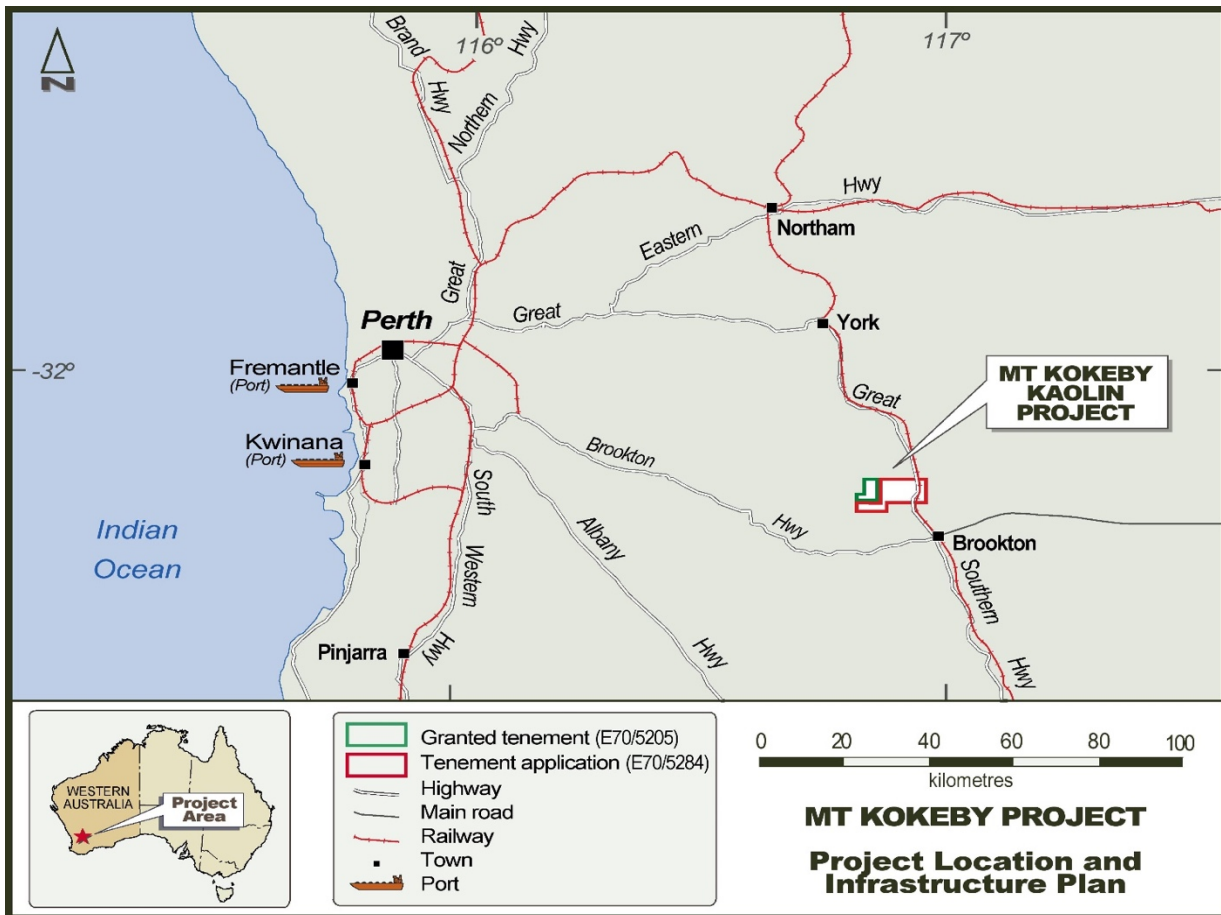 116º
117º
Brand
Hwy
Northern
Hwy
N
Great
Eastern
Hwy
Northam
Great
York
Perth
Fremantle
(Port)
-32º
MT KOKEBY
KAOLIN
PROJECT
Great
Kwinana
(Port)
Brookton
Hwy
South
Western
Hwy
Albany
Hwy
Brookton
Southern
Hwy
Indian
Ocean
Pinjarra
WESTERN
AUSTRALIA
Project
Area
Granted tenement (E70/5205)
Tenement application (E70/5284)
Highway
Main road
Railway
Town
Port
0 20 40 60 80 100
kilometres
MT KOKEBY PROJECT
Project Location and
Infrastructure Plan